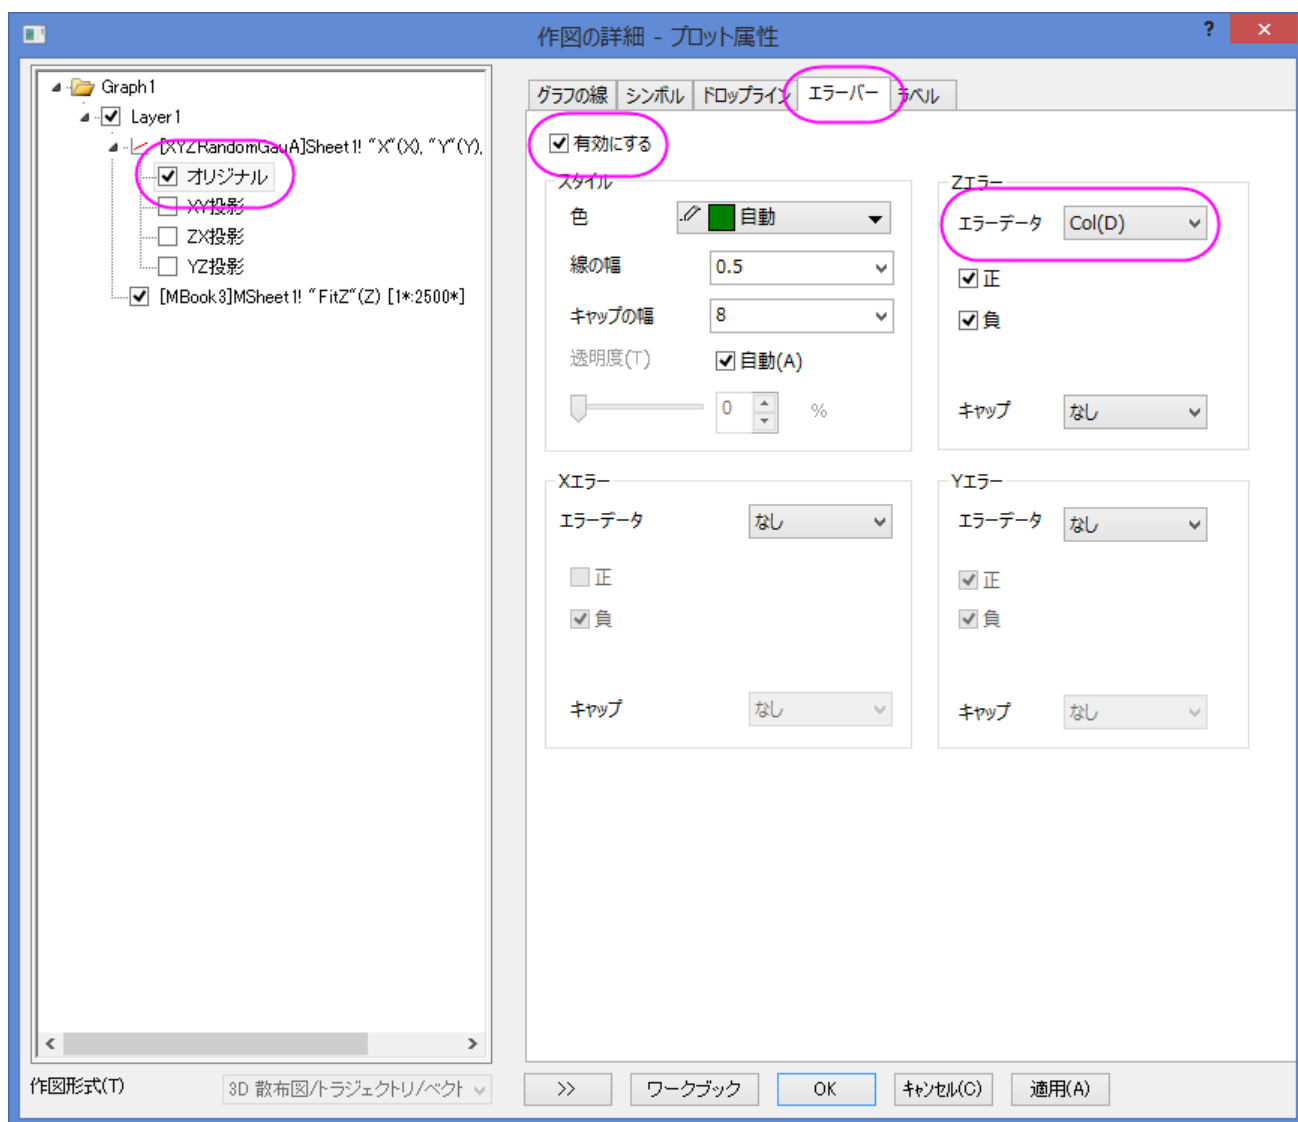 作図の詳細 - プロット属性
?
×
Graph1
Layer1
[XYZRandomGauA]Sheet1! "X"(X), "Y"(Y),
オリジナル
XY投影
ZX投影
YZ投影
[MBook3]MSheet1! "FitZ"(Z) [1*:2500*]
作図形式(T)
3D 散布図/トラジェクトリ/ベクト
グラフの線
シンボル
ドロップライン
エラーバー
ラベル
有効にする
スタイル
色
自動
線の幅
0.5
キャップの幅
8
透明度(T)
自動(A)
0
%
Zエラー
エラーデータ
Col(D)
正
負
キャップ
なし
Xエラー
エラーデータ
なし
正
負
キャップ
なし
Yエラー
エラーデータ
なし
正
負
キャップ
なし
>>
ワークブック
OK
キャンセル(C)
適用(A)